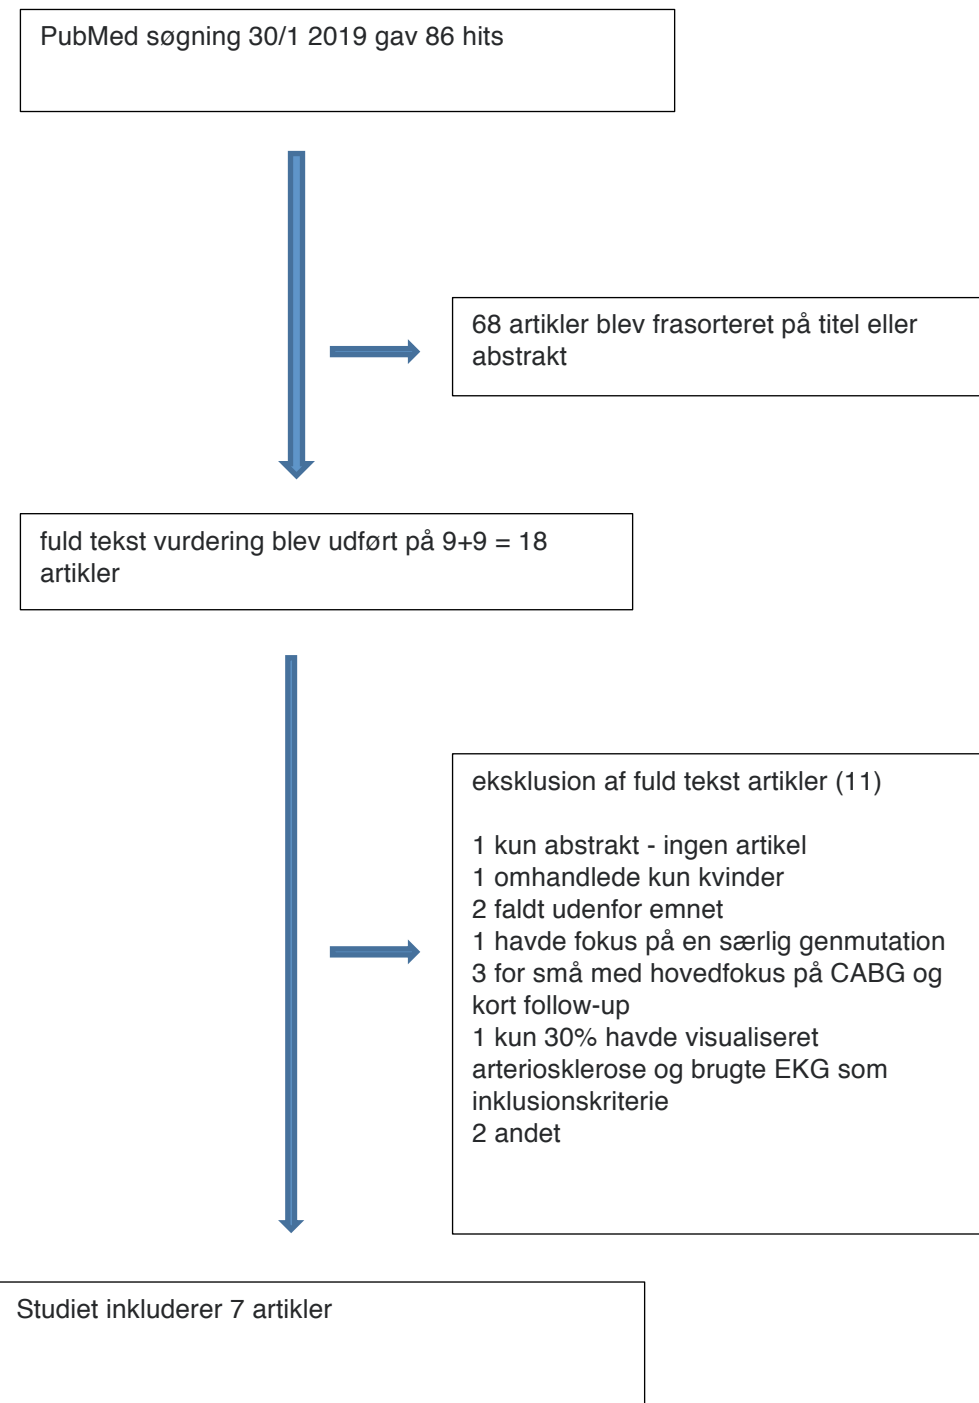 PubMed søgning 30/1 2019 gav 86 hits
68 artikler blev frasorteret på titel eller
abstrakt
fuld tekst vurdering blev udført på 9+9 = 18
artikler
eksklusion af fuld tekst artikler (11)
1 kun abstrakt - ingen artikel
1 omhandlede kun kvinder
2 faldt udenfor emnet
1 havde fokus på en særlig genmutation
3 for små med hovedfokus på CABG og
kort follow-up
1 kun 30% havde visualiseret
arteriosklerose og brugte EKG som
inklusionskriterie
2 andet
Studiet inkluderer 7 artikler